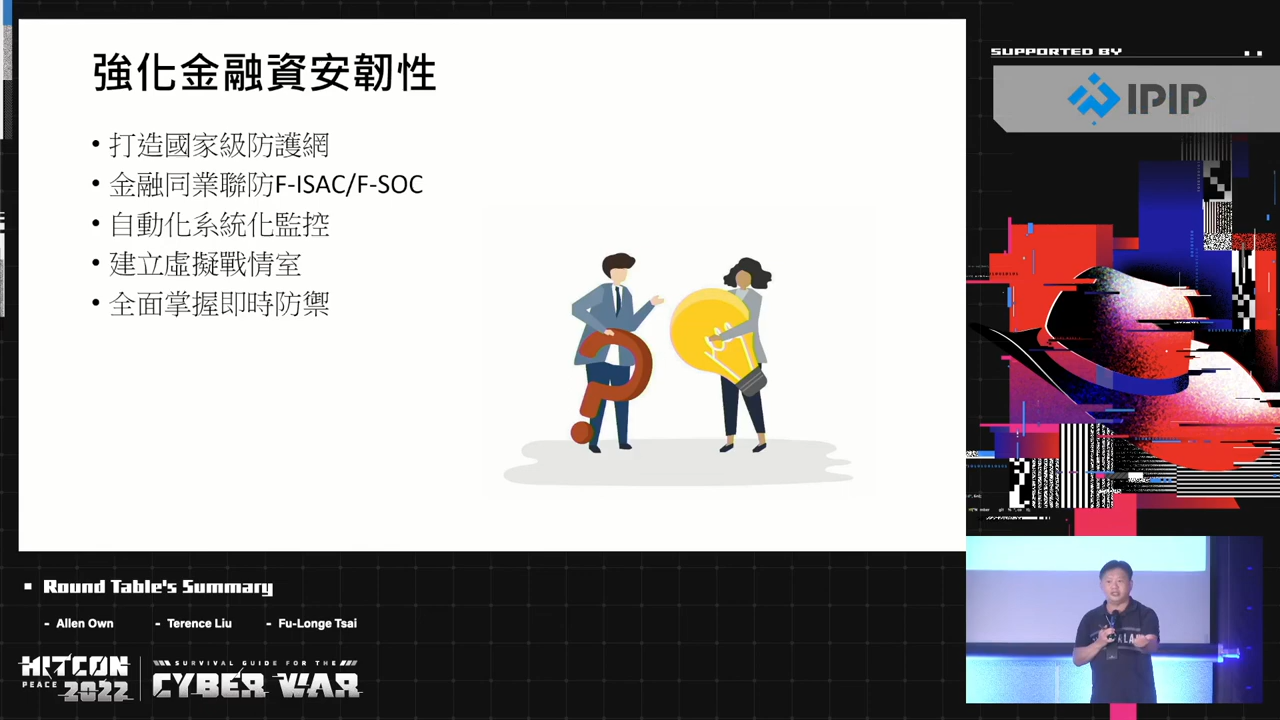 強化金融資安韌性
• 打造國家級防護網
• 金融同業聯防F-ISAC/F-SOC
• 自動化系統化監控
• 建立虛擬戰情室
• 全面掌握即時防禦
SUPPORTED BY
IPIP
Round Table's Summary
- Allen Own
- Terence Liu
- Fu-Longe Tsai
HITCON
PEACE 2022
SURVIVAL GUIDE FOR THE
CYBER WAR